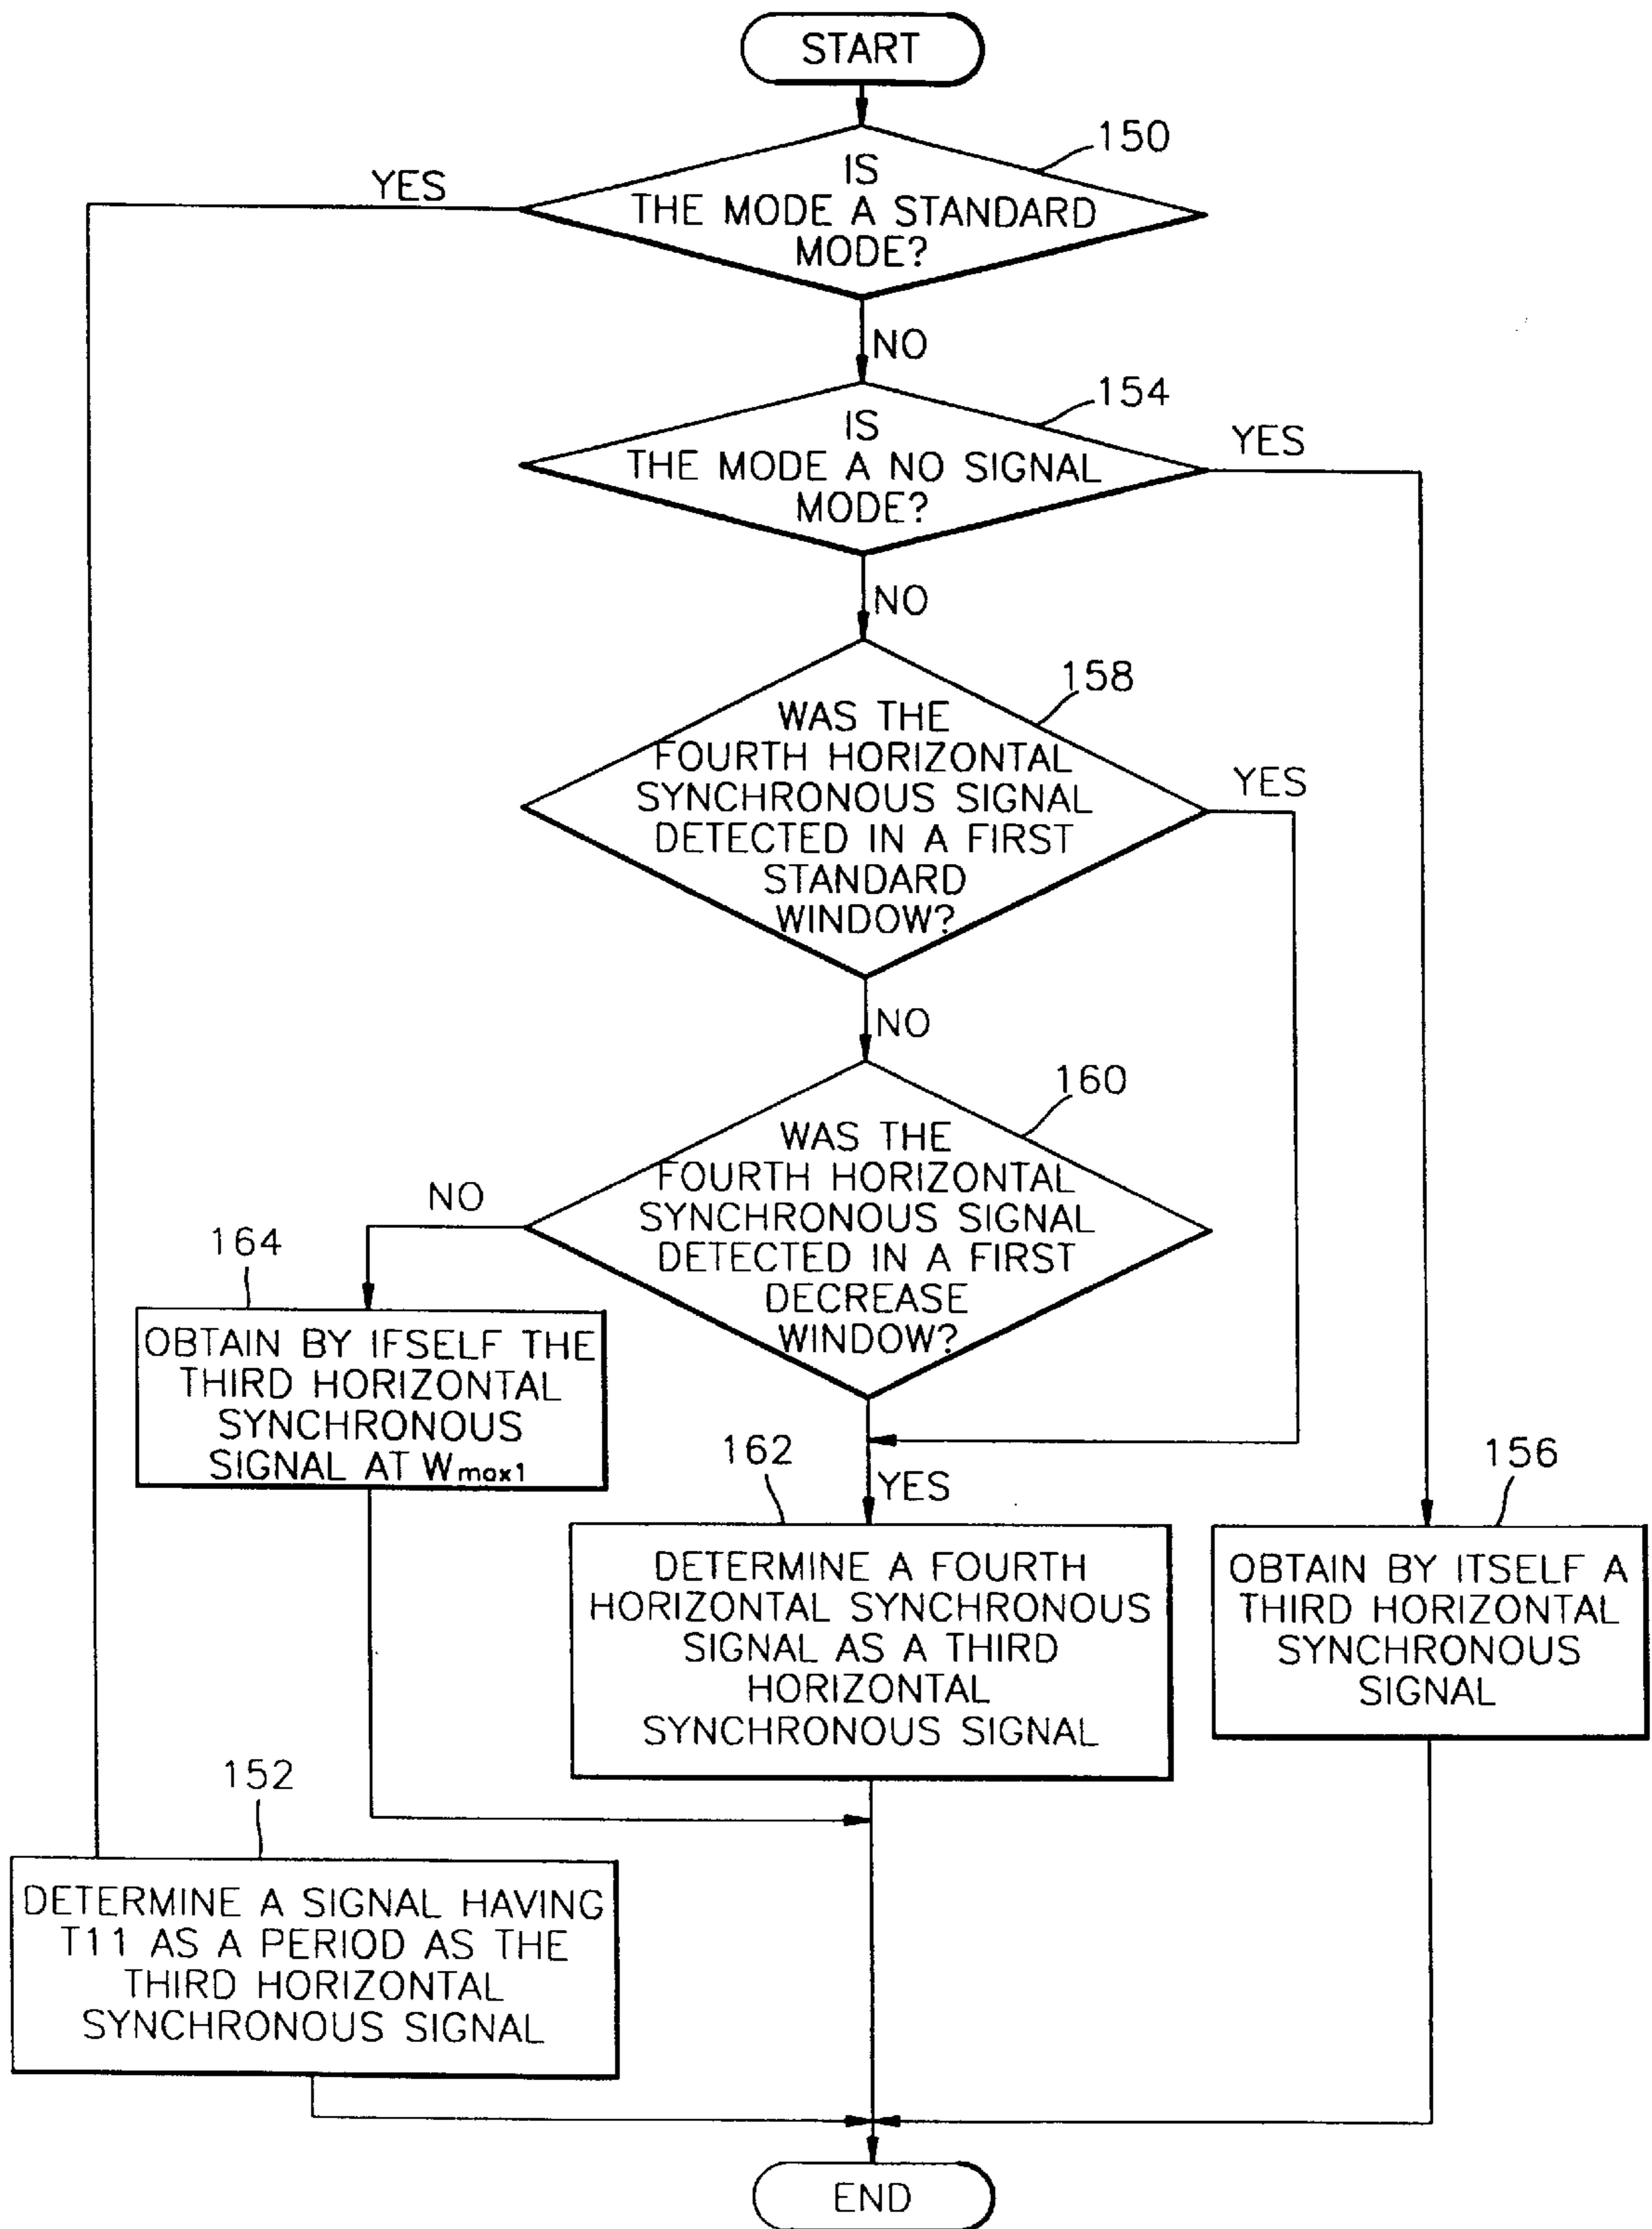 START
150
IS
THE MODE A STANDARD
MODE?
YES
NO
154
IS
THE MODE A NO SIGNAL
MODE?
YES
NO
158
WAS THE
FOURTH HORIZONTAL
SYNCHRONOUS SIGNAL
DETECTED IN A FIRST
STANDARD
WINDOW?
YES
NO
160
WAS THE
FOURTH HORIZONTAL
SYNCHRONOUS SIGNAL
DETECTED IN A FIRST
DECREASE
WINDOW?
NO
164
OBTAIN BY IFSELF THE
THIRD HORIZONTAL
SYNCHRONOUS
SIGNAL AT Wmax1
YES
162
DETERMINE A FOURTH
HORIZONTAL SYNCHRONOUS
SIGNAL AS A THIRD
HORIZONTAL
SYNCHRONOUS SIGNAL
156
OBTAIN BY ITSELF A
THIRD HORIZONTAL
SYNCHRONOUS
SIGNAL
152
DETERMINE A SIGNAL HAVING
T11 AS A PERIOD AS THE
THIRD HORIZONTAL
SYNCHRONOUS SIGNAL
END